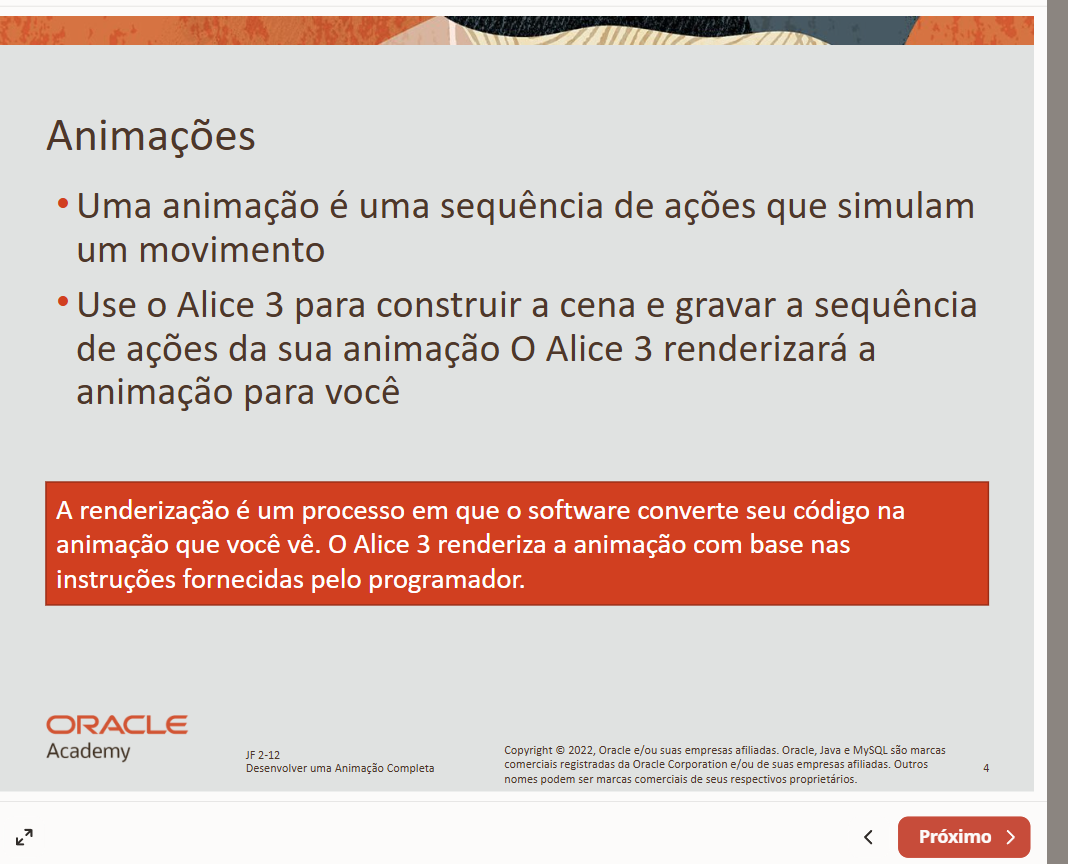 Animações
• Uma animação é uma sequência de ações que simulam
um movimento
• Use o Alice 3 para construir a cena e gravar a sequência
de ações da sua animação O Alice 3 renderizará a
animação para você
A renderização é um processo em que o software converte seu código na
animação que você vê. O Alice 3 renderiza a animação com base nas
instruções fornecidas pelo programador.
ORACLE
Academy
JF 2-12
Desenvolver uma Animação Completa
Copyright © 2022, Oracle e/ou suas empresas afiliadas. Oracle, Java e MySQL são marcas
comerciais registradas da Oracle Corporation e/ou de suas empresas afiliadas. Outros
nomes podem ser marcas comerciais de seus respectivos proprietários.
4
Próximo